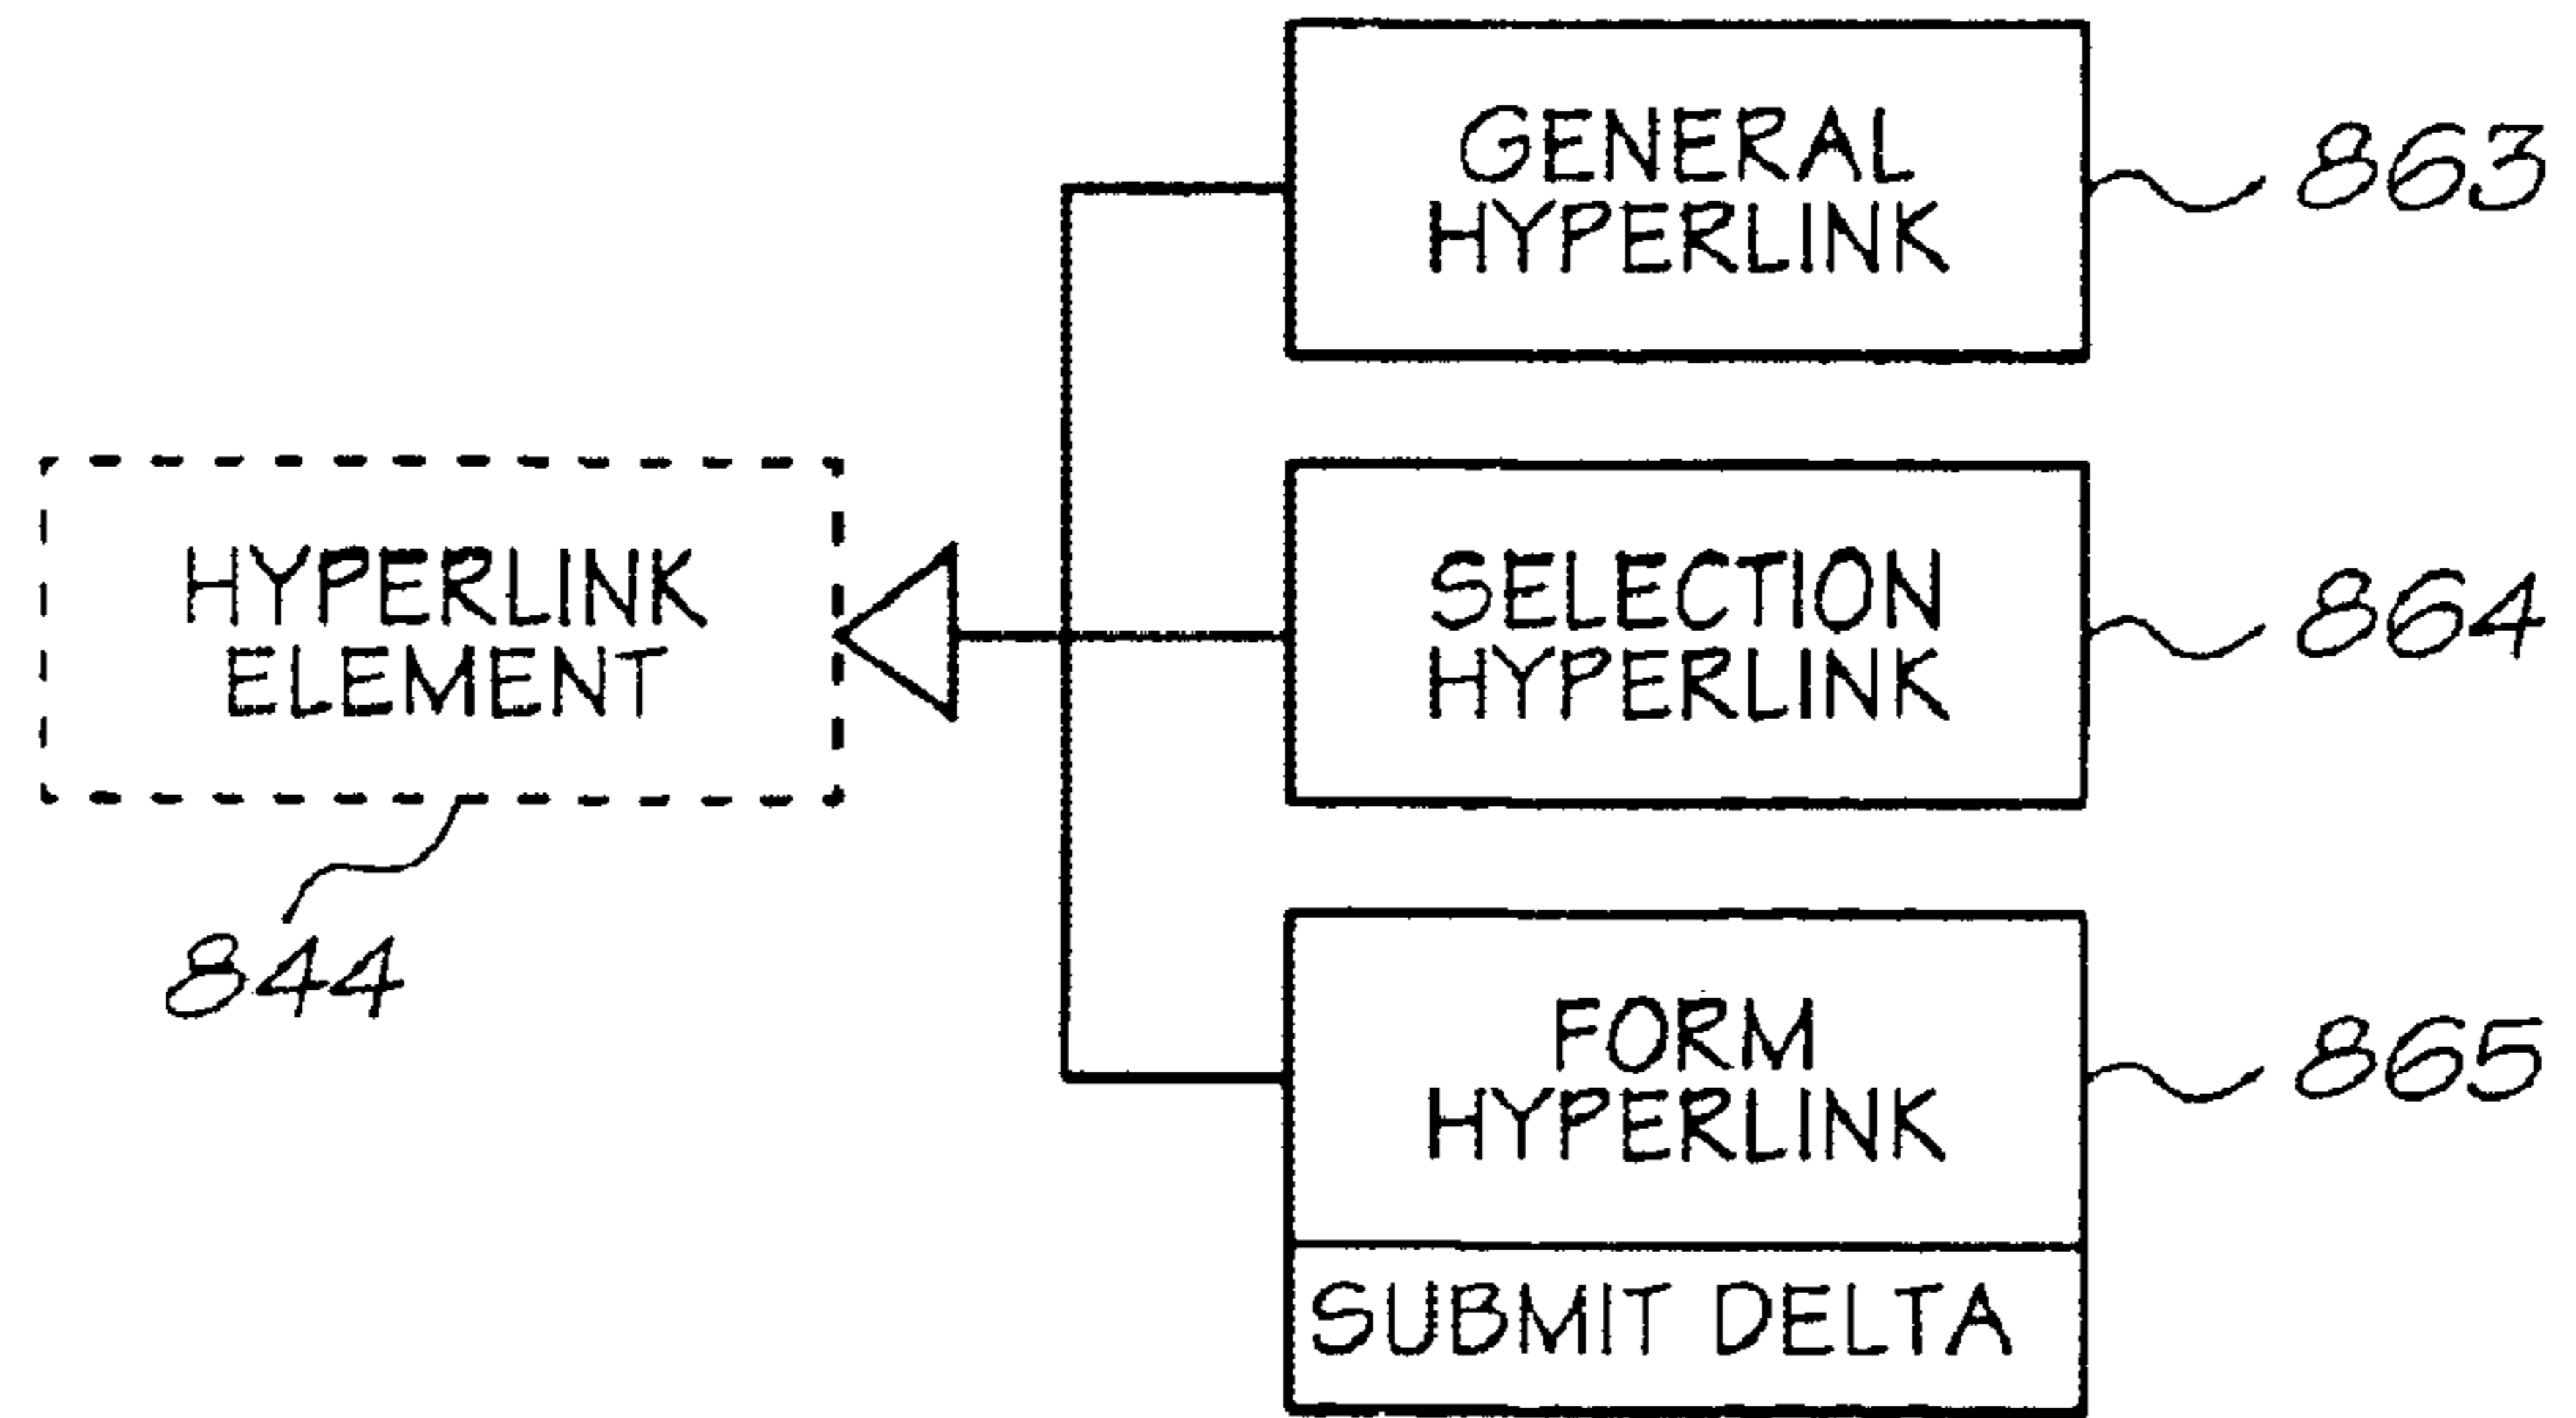 GENERAL
HYPERLINK
863
HYPERLINK
ELEMENT
844
SELECTION
HYPERLINK
864
FORM
HYPERLINK
865
SUBMIT DELTA